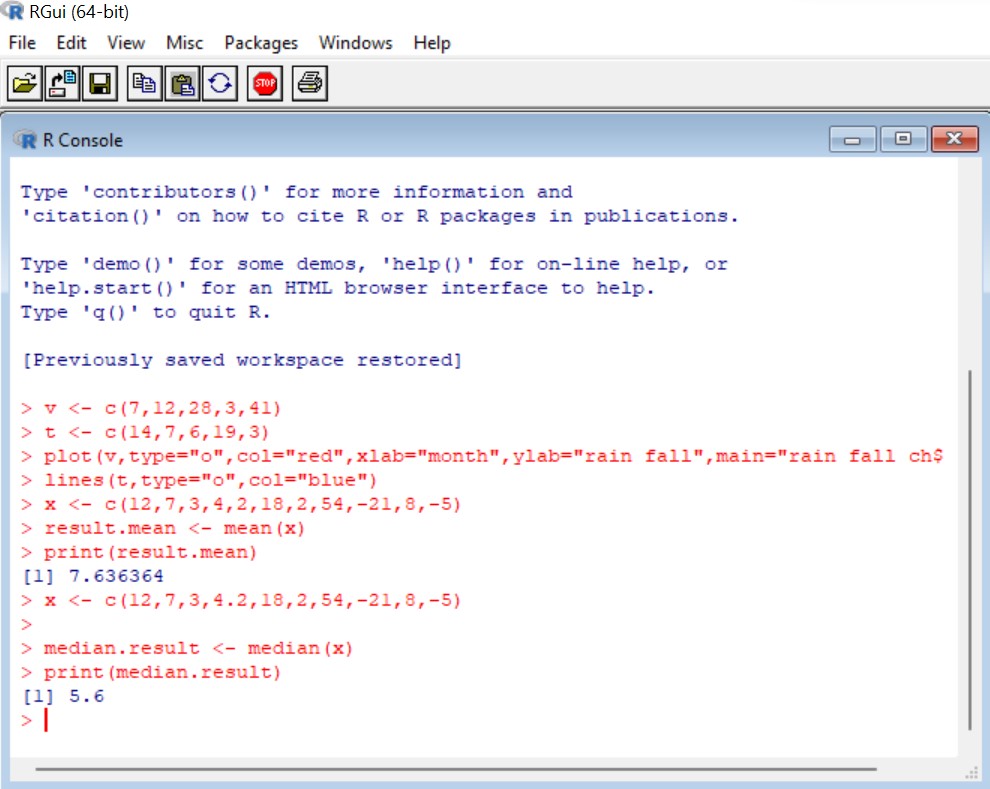 RGui (64-bit)
File Edit View Misc Packages Windows Help
STOP
R Console
Type 'contributors()' for more information and
'citation()' on how to cite R or R packages in publications.
Type 'demo()' for some demos, 'help()' for on-line help, or
'help.start()' for an HTML browser interface to help.
Type 'q()' to quit R.
[Previously saved workspace restored]
> v <- c(7,12,28,3,41)
> t <- c(14,7,6,19,3)
> plot(v,type="o",col="red",xlab="month",ylab="rain fall",main="rain fall ch$
> lines(t,type="o",col="blue")
> x <- c(12,7,3,4,2,18,2,54,-21,8,-5)
> result.mean <- mean(x)
> print(result.mean)
[1] 7.636364
> x <- c(12,7,3,4.2,18,2,54,-21,8,-5)
>
> median.result <- median(x)
> print(median.result)
[1] 5.6
>